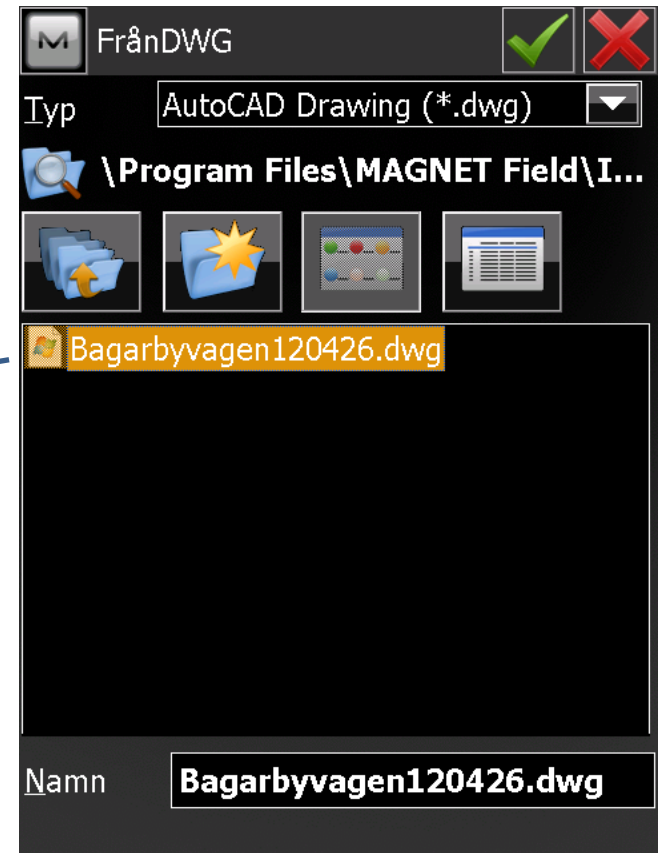 FrånDWG
Typ AutoCAD Drawing (*.dwg)
\Program Files\MAGNET Field\I...
Bagarbyvagen120426.dwg
Namn Bagarbyvagen120426.dwg